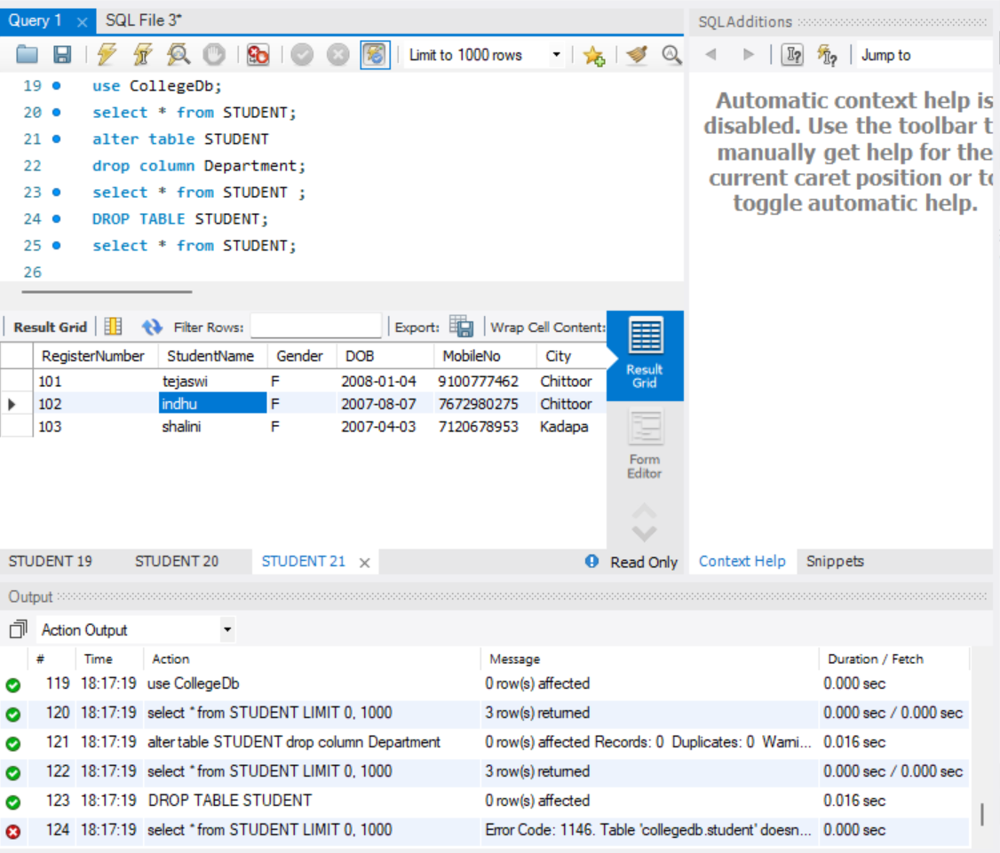 Query 1 SQL File 3*
Limit to 1000 rows
19 use CollegeDb;
20 select * from STUDENT;
21 alter table STUDENT
22 drop column Department;
23 select * from STUDENT ;
24 DROP TABLE STUDENT;
25 select * from STUDENT;
26
SQLAdditions
Jump to
Automatic context help is
disabled. Use the toolbar t
manually get help for the
current caret position or to
toggle automatic help.
Result Grid Filter Rows: Export: Wrap Cell Content:
RegisterNumber StudentName Gender DOB MobileNo City
101 tejaswi F 2008-01-04 9100777462 Chittoor
102 indhu F 2007-08-07 7672980275 Chittoor
103 shalini F 2007-04-03 7120678953 Kadapa
Result
Grid
Form
Editor
STUDENT 19 STUDENT 20 STUDENT 21 Read Only
Context Help Snippets
Output
Action Output
# Time Action Message Duration / Fetch
119 18:17:19 use CollegeDb 0 row(s) affected 0.000 sec
120 18:17:19 select * from STUDENT LIMIT 0, 1000 3 row(s) returned 0.000 sec / 0.000 sec
121 18:17:19 alter table STUDENT drop column Department 0 row(s) affected Records: 0 Duplicates: 0 Warni... 0.016 sec
122 18:17:19 select * from STUDENT LIMIT 0, 1000 3 row(s) returned 0.000 sec / 0.000 sec
123 18:17:19 DROP TABLE STUDENT 0 row(s) affected 0.016 sec
124 18:17:19 select * from STUDENT LIMIT 0, 1000 Error Code: 1146. Table 'collegedb.student' doesn... 0.000 sec